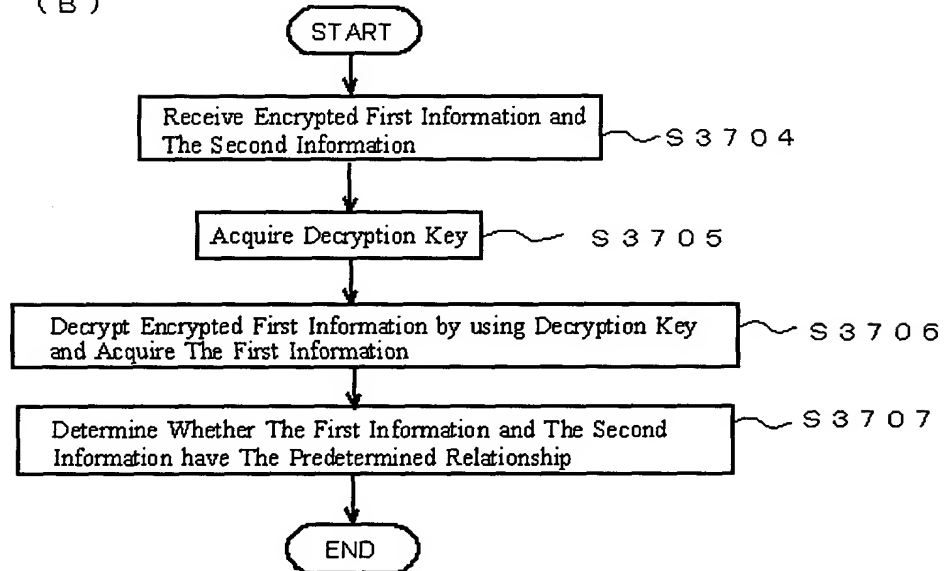 (B)
START
Receive Encrypted First Information and
The Second Information
S3704
Acquire Decryption Key
S3705
Decrypt Encrypted First Information by using Decryption Key
and Acquire The First Information
S3706
Determine Whether The First Information and The Second
Information have The Predetermined Relationship
S3707
END